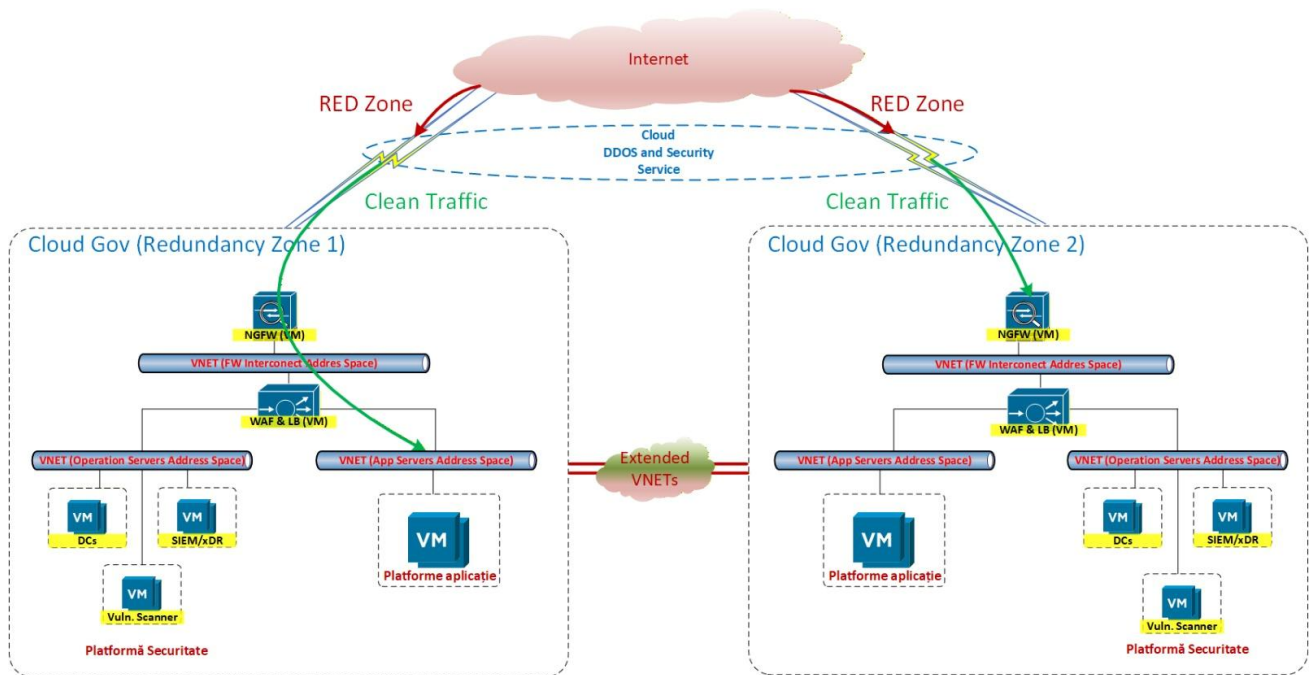 Internet
RED Zone
RED Zone
Cloud
DDOS and Security
Service
Clean Traffic
Clean Traffic
Cloud Gov (Redundancy Zone 1)
NGFW (VM)
VNET (FW Interconect Addres Space)
WAF & LB (VM)
VNET (Operation Servers Address Space)
VNET (App Servers Address Space)
VM
DCs
VM
SIEM/xDR
VM
Vuln. Scanner
Platformă Securitate
VM
Platforme aplicație
Extended
VNETs
Cloud Gov (Redundancy Zone 2)
NGFW (VM)
VNET (FW Interconect Addres Space)
WAF & LB (VM)
VNET (App Servers Address Space)
VNET (Operation Servers Address Space)
VM
Platforme aplicație
VM
DCs
VM
SIEM/xDR
VM
Vuln. Scanner
Platformă Securitate